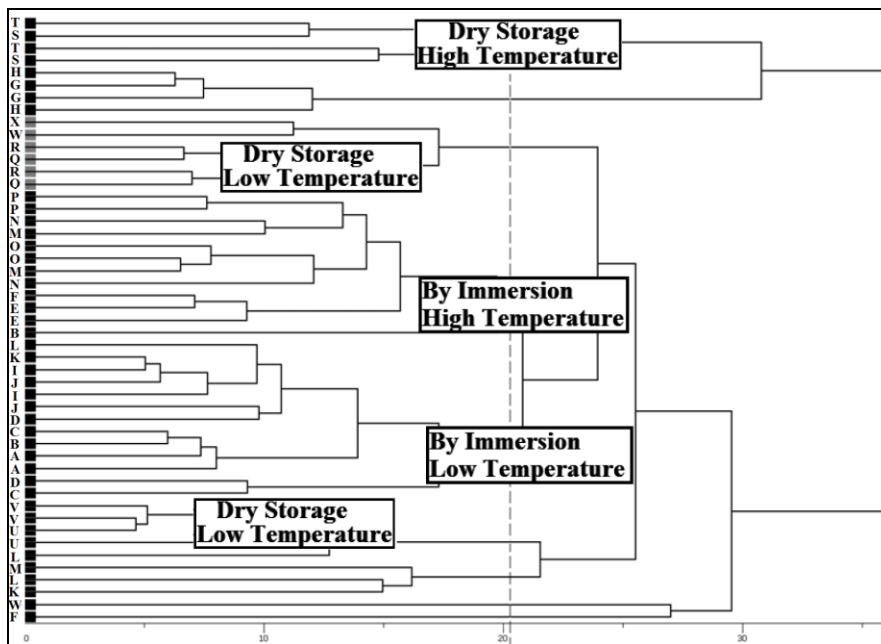 T
S
Dry Storage
High Temperature
T
S
H
G
G
H
X
W
R
Dry Storage
Low Temperature
Q
R
Q
P
P
N
M
O
O
M
N
By Immersion
High Temperature
F
E
E
B
L
K
I
J
I
J
D
C
By Immersion
Low Temperature
B
A
A
D
C
V
Dry Storage
Low Temperature
V
U
U
L
M
L
K
W
F
0 10 20 30